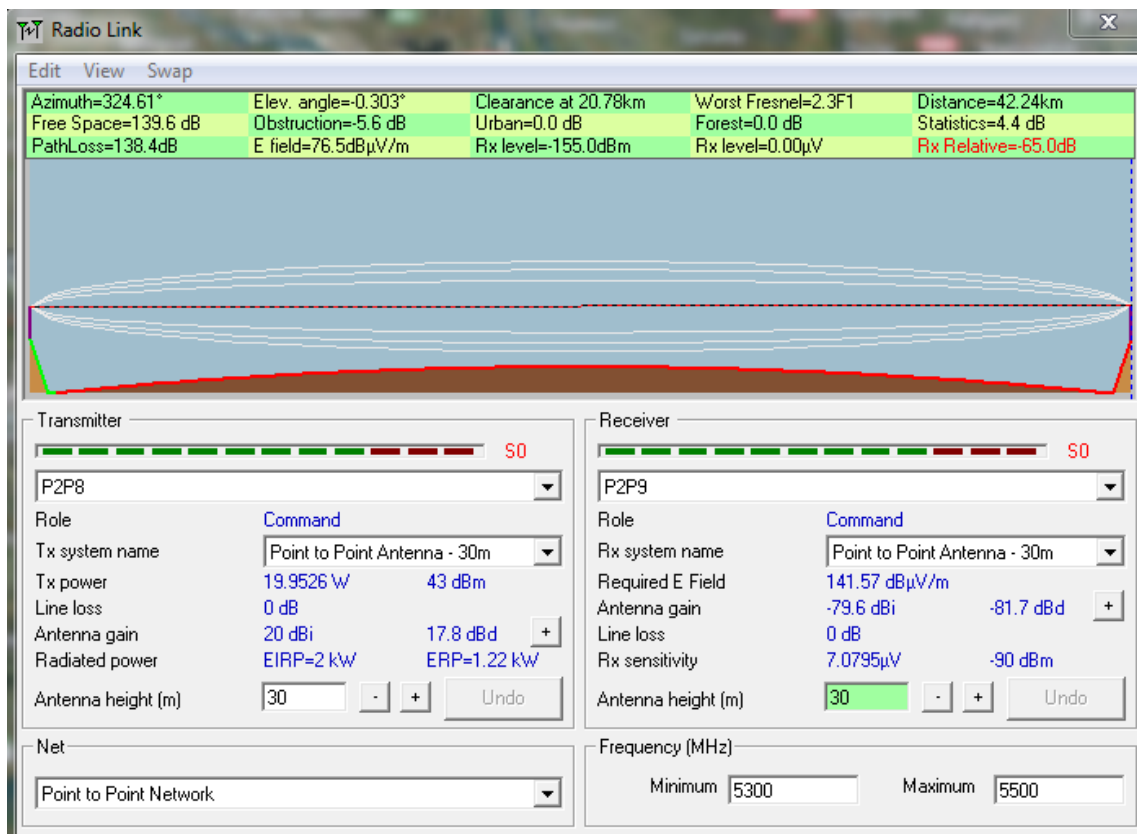 Radio Link
X
Edit View Swap
Azimuth=324.61° Elev. angle=-0.303° Clearance at 20.78km Worst Fresnel=2.3F1 Distance=42.24km
Free Space=139.6 dB Obstruction=-5.6 dB Urban=0.0 dB Forest=0.0 dB Statistics=4.4 dB
PathLoss=138.4dB E field=76.5dBµV/m Rx level=-155.0dBm Rx level=0.00µV Rx Relative=-65.0dB
Transmitter
S0
P2P8
Role Command
Tx system name Point to Point Antenna - 30m
Tx power 19.9526 W 43 dBm
Line loss 0 dB
Antenna gain 20 dBi 17.8 dBd +
Radiated power EIRP=2 kW ERP=1.22 kW
Antenna height (m) 30 - + Undo
Receiver
S0
P2P9
Role Command
Rx system name Point to Point Antenna - 30m
Required E Field 141.57 dBµV/m
Antenna gain -79.6 dBi -81.7 dBd +
Line loss 0 dB
Rx sensitivity 7.0795µV -90 dBm
Antenna height (m) 30 - + Undo
Net
Point to Point Network
Frequency (MHz)
Minimum 5300 Maximum 5500